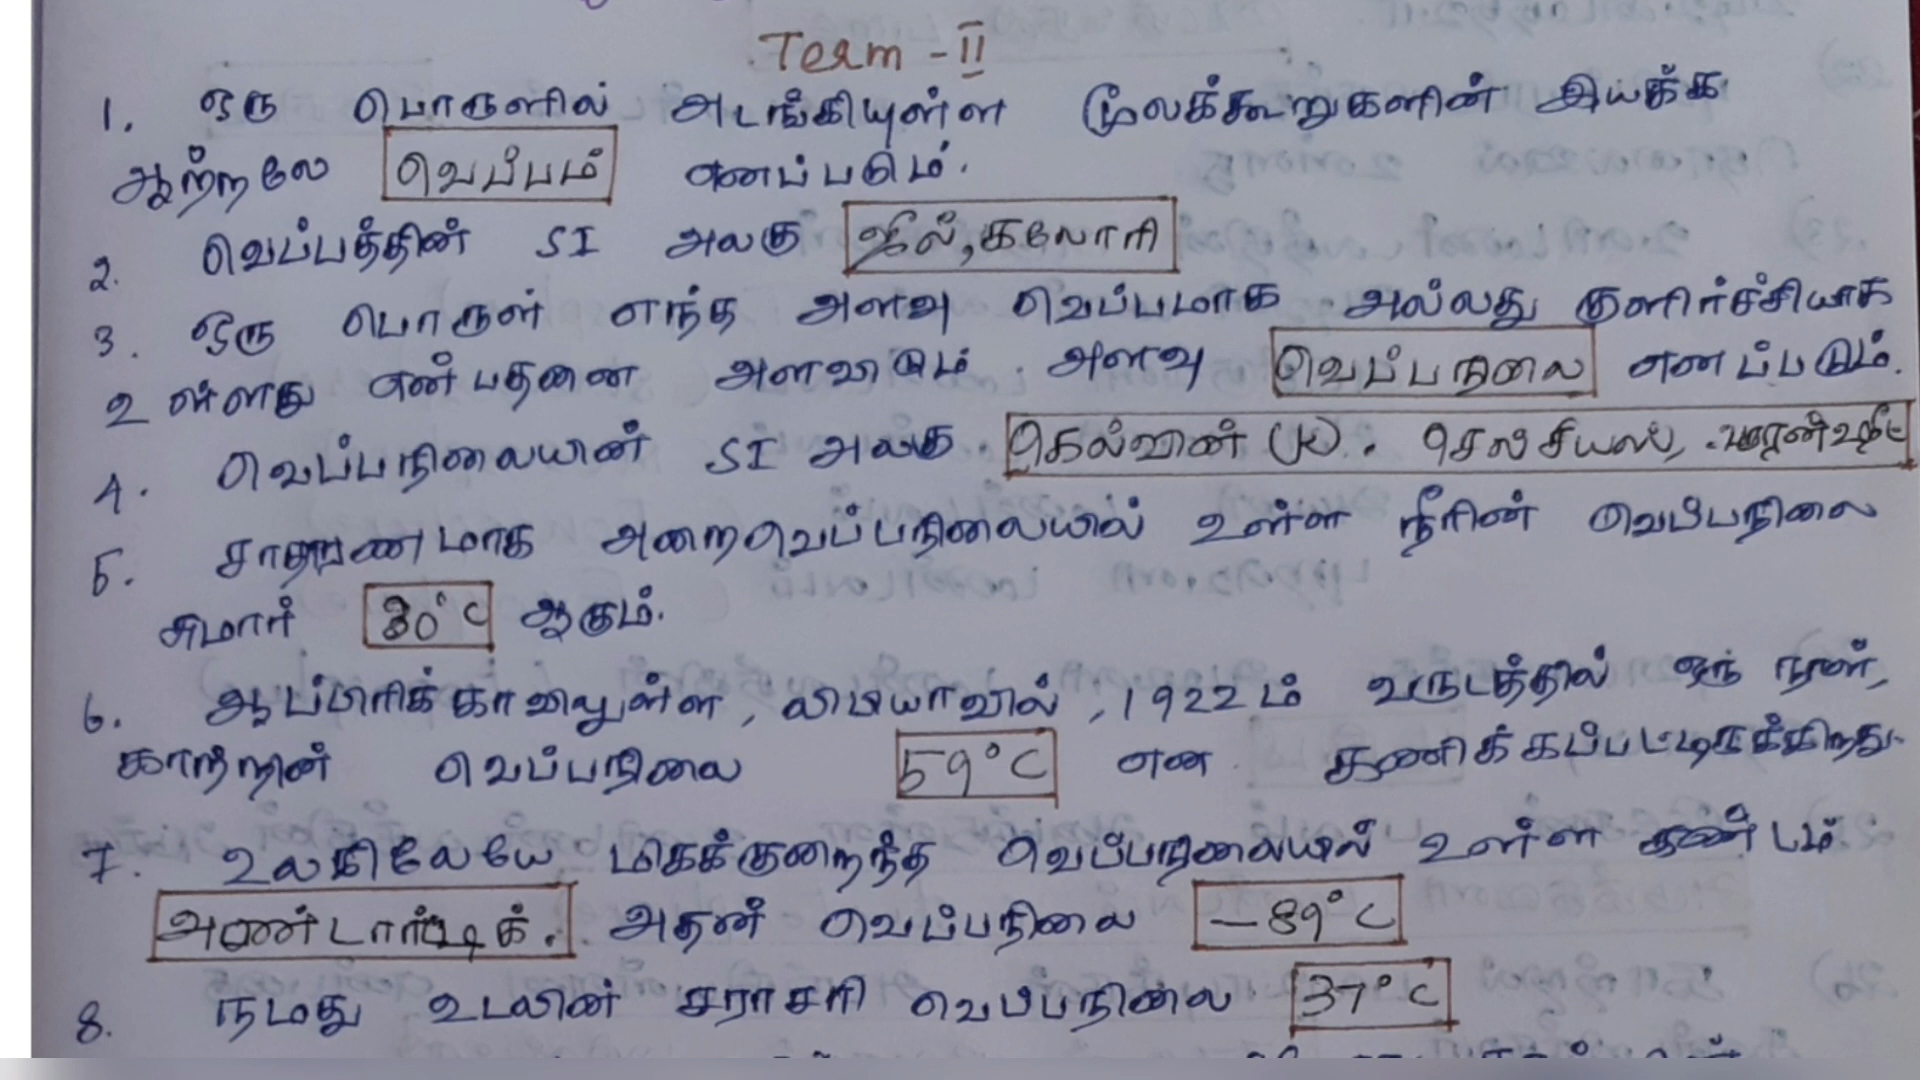 Term - II
1. ஒரு பொருளில் அடங்கியுள்ள மூலக்கூறுகளின் இயக்க
ஆற்றலே வெப்பம் எனப்படும்.
2. வெப்பத்தின் SI அலகு ஜீல், கலோரி
3. ஒரு பொருள் எந்த அளவு வெப்பமாக அல்லது குளிர்ச்சியாக
உள்ளது என்பதனை அளவிடும் அளவு வெப்பநிலை எனப்படும்.
4. வெப்பநிலையின் SI அலகு கெல்வின் (K). செல்சியஸ்,
5. சாதாரணமாக அறைவெப்பநிலையில் உள்ள நீரின் வெப்பநிலை
சுமார் 30°C ஆகும்.
6. ஆப்பிரிக்காவிலுள்ள, லிபியாவில், 1922ம் வருடத்தில் ஒரு நாள்,
காற்றின் வெப்பநிலை 59°C என கணிக்கப்பட்டிருக்கிறது.
7. உலகிலேயே மிகக்குறைந்த வெப்பநிலையில் உள்ள கண்டம்
அண்டார்டிக். அதன் வெப்பநிலை -89°C
8. நமது உடலின் சராசரி வெப்பநிலை 37°C